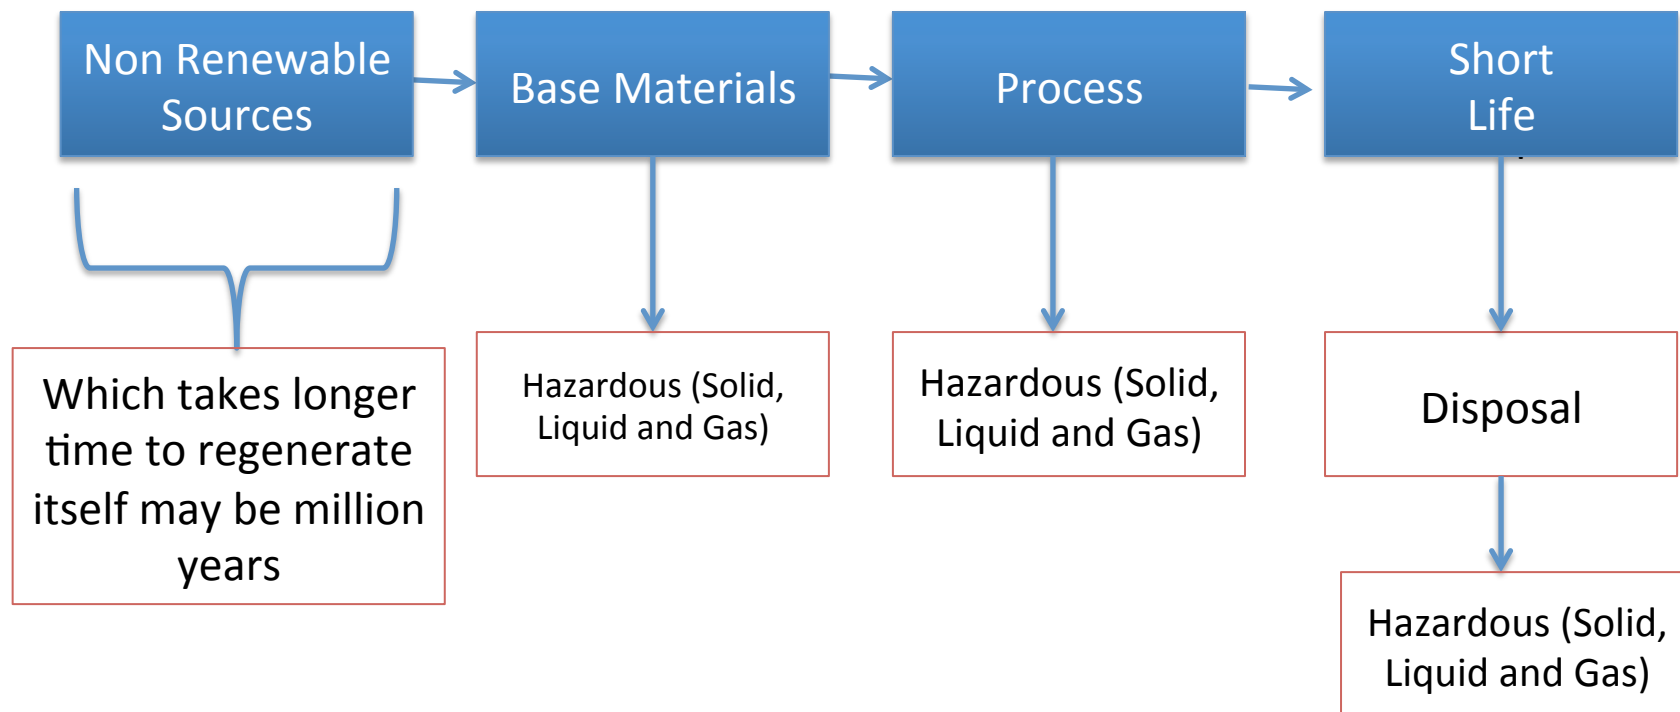 Non Renewable
Sources
Base Materials
Process
Short
Life
Which takes longer
time to regenerate
itself may be million
years
Hazardous (Solid,
Liquid and Gas)
Hazardous (Solid,
Liquid and Gas)
Disposal
Hazardous (Solid,
Liquid and Gas)